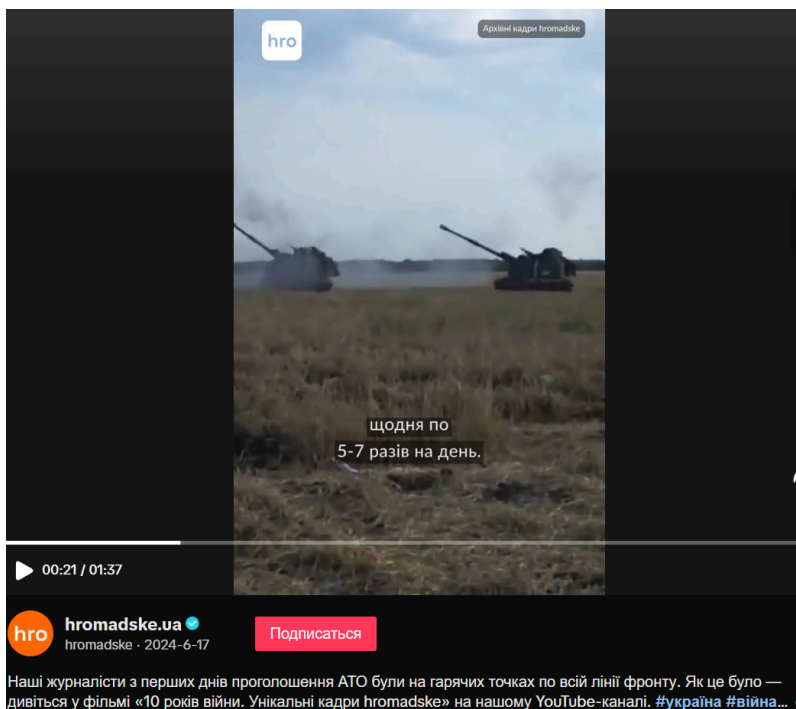 hro
Архівні кадри hromadske
щодня по
5-7 разів на день.
00:21 / 01:37
hro
hromadske.ua
hromadske · 2024-6-17
Подписаться
Наші журналісти з перших днів проголошення АТО були на гарячих точках по всій лінії фронту. Як це було —
дивіться у фільмі «10 років війни. Унікальні кадри hromadske» на нашому YouTube-каналі. #україна #війна...